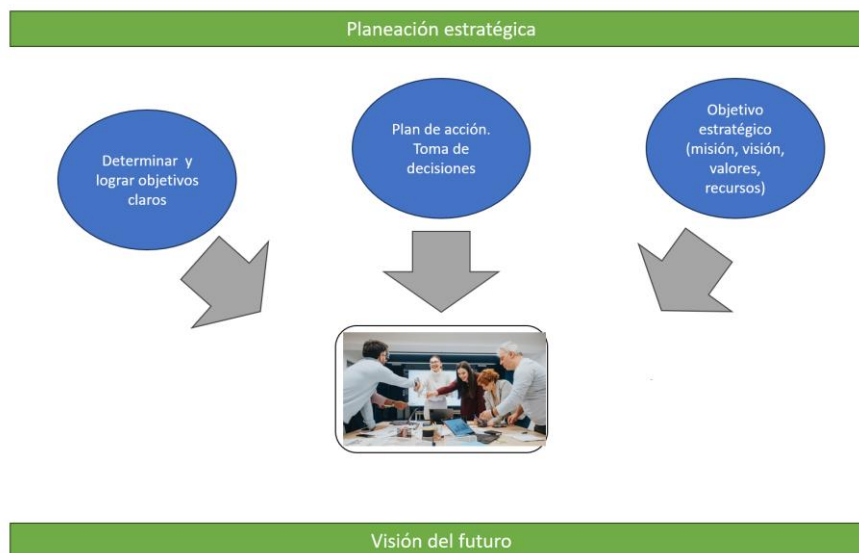 Planeación estratégica
Determinar y
lograr objetivos
claros
Plan de acción.
Toma de
decisiones
Objetivo
estratégico
(misión, visión,
valores,
recursos)
Visión del futuro